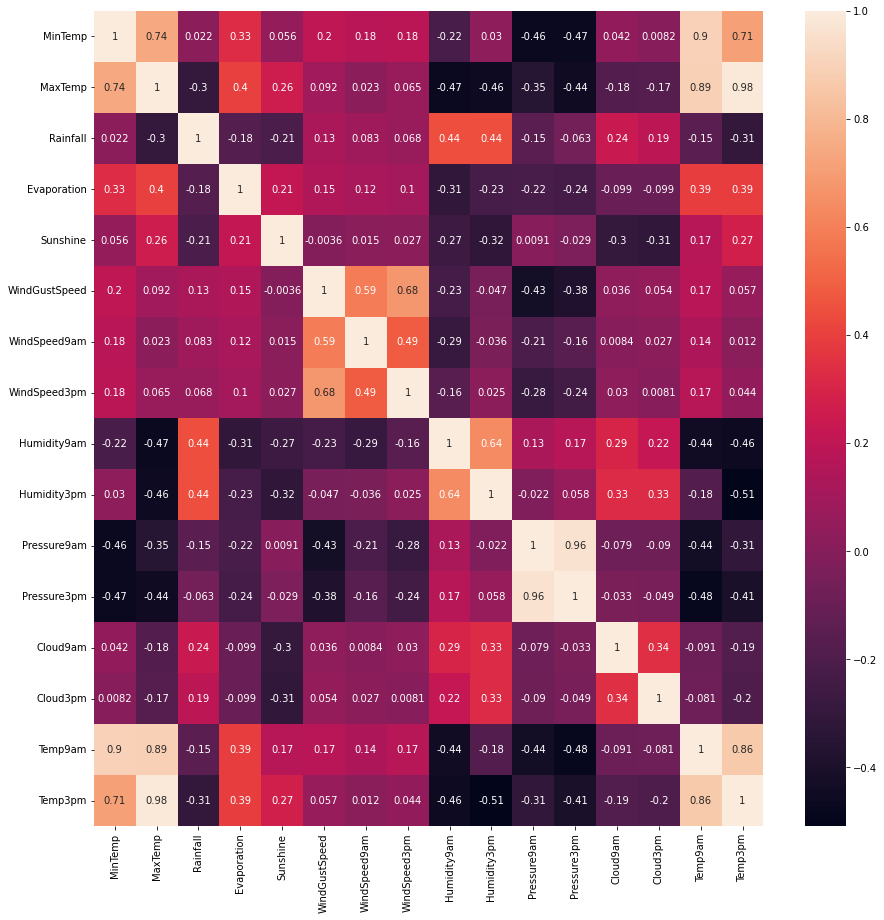 MinTemp 1 0.74 0.022 0.33 0.056 0.2 0.18 0.18 -0.22 0.03 -0.46 -0.47 0.042 0.0082 0.9 0.71
MaxTemp 0.74 1 -0.3 0.4 0.26 0.092 0.023 0.065 -0.47 -0.46 -0.35 -0.44 -0.18 -0.17 0.89 0.98
Rainfall 0.022 -0.3 1 -0.18 -0.21 0.13 0.083 0.068 0.44 0.44 -0.15 -0.063 0.24 0.19 -0.15 -0.31
Evaporation 0.33 0.4 -0.18 1 0.21 0.15 0.12 0.1 -0.31 -0.23 -0.22 -0.24 -0.099 -0.099 0.39 0.39
Sunshine 0.056 0.26 -0.21 0.21 1 -0.0036 0.015 0.027 -0.27 -0.32 0.0091 -0.029 -0.3 -0.31 0.17 0.27
WindGustSpeed 0.2 0.092 0.13 0.15 -0.0036 1 0.59 0.68 -0.23 -0.047 -0.43 -0.38 0.036 0.054 0.17 0.057
WindSpeed9am 0.18 0.023 0.083 0.12 0.015 0.59 1 0.49 -0.29 -0.036 -0.21 -0.16 0.0084 0.027 0.14 0.012
WindSpeed3pm 0.18 0.065 0.068 0.1 0.027 0.68 0.49 1 -0.16 0.025 -0.28 -0.24 0.03 0.0081 0.17 0.044
Humidity9am -0.22 -0.47 0.44 -0.31 -0.27 -0.23 -0.29 -0.16 1 0.64 0.13 0.17 0.29 0.22 -0.44 -0.46
Humidity3pm 0.03 -0.46 0.44 -0.23 -0.32 -0.047 -0.036 0.025 0.64 1 -0.022 0.058 0.33 0.33 -0.18 -0.51
Pressure9am -0.46 -0.35 -0.15 -0.22 0.0091 -0.43 -0.21 -0.28 0.13 -0.022 1 0.96 -0.079 -0.09 -0.44 -0.31
Pressure3pm -0.47 -0.44 -0.063 -0.24 -0.029 -0.38 -0.16 -0.24 0.17 0.058 0.96 1 -0.033 -0.049 -0.48 -0.41
Cloud9am 0.042 -0.18 0.24 -0.099 -0.3 0.036 0.0084 0.03 0.29 0.33 -0.079 -0.033 1 0.34 -0.091 -0.19
Cloud3pm 0.0082 -0.17 0.19 -0.099 -0.31 0.054 0.027 0.0081 0.22 0.33 -0.09 -0.049 0.34 1 -0.081 -0.2
Temp9am 0.9 0.89 -0.15 0.39 0.17 0.17 0.14 0.17 -0.44 -0.18 -0.44 -0.48 -0.091 -0.081 1 0.86
Temp3pm 0.71 0.98 -0.31 0.39 0.27 0.057 0.012 0.044 -0.46 -0.51 -0.31 -0.41 -0.19 -0.2 0.86 1
MinTemp MaxTemp Rainfall Evaporation Sunshine WindGustSpeed WindSpeed9am WindSpeed3pm Humidity9am Humidity3pm Pressure9am Pressure3pm Cloud9am Cloud3pm Temp9am Temp3pm
1.0
0.8
0.6
0.4
0.2
0.0
−0.2
−0.4